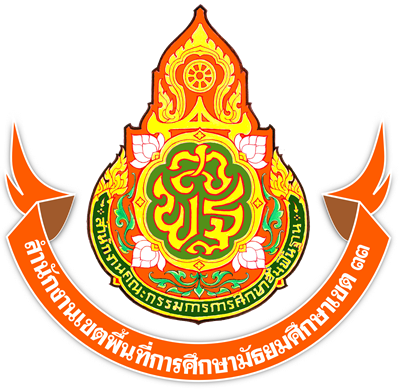 สพฐ
สำนักงานคณะกรรมการการศึกษาขั้นพื้นฐาน
สำนักงานเขตพื้นที่การศึกษามัธยมศึกษาเขต ๓๓